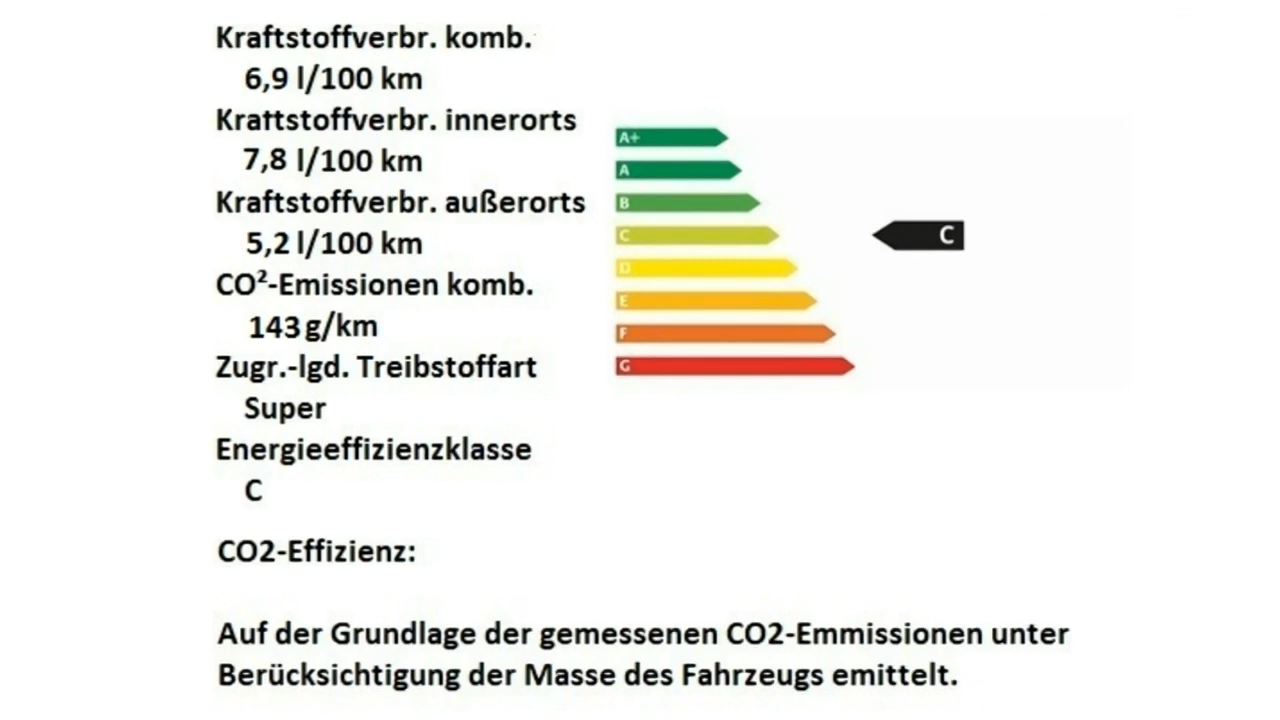 Kraftstoffverbr. komb.
6,9 l/100 km
Krattstoffverbr. innerorts
7,8 l/100 km
Kraftstoffverbr. außerorts
5,2 l/100 km
CO²-Emissionen komb.
143 g/km
Zugr.-lgd. Treibstoffart
Super
Energieeffizienzklasse
C
A+
A
B
C
C
D
E
F
G
CO2-Effizienz:
Auf der Grundlage der gemessenen CO2-Emmissionen unter
Berücksichtigung der Masse des Fahrzeugs emittelt.